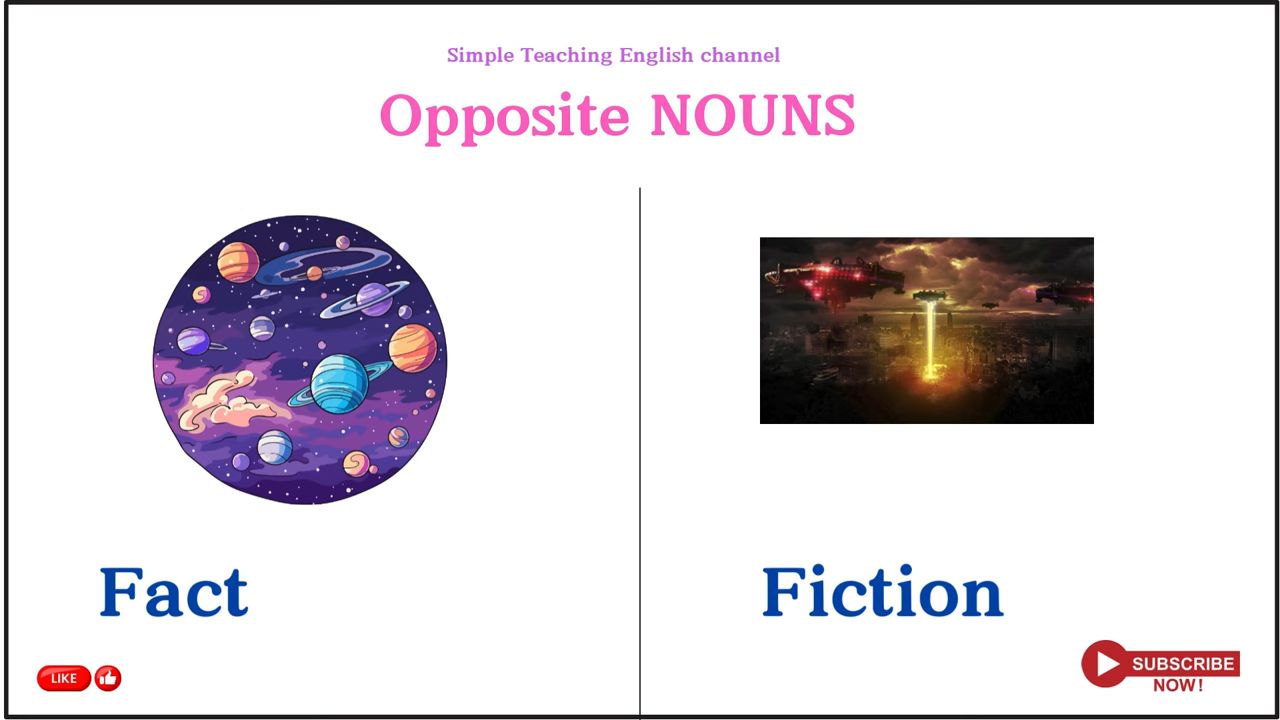 Simple Teaching English channel
Opposite NOUNS
Fact
Fiction
LIKE
SUBSCRIBE
NOW!